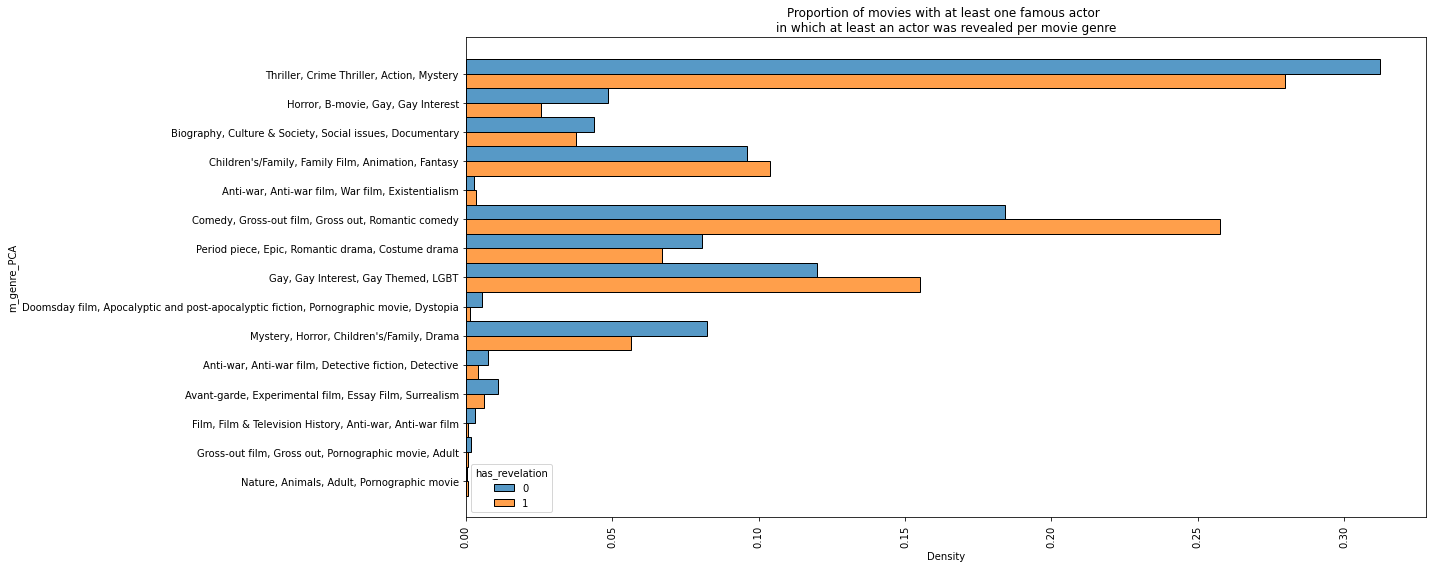 Proportion of movies with at least one famous actor
in which at least an actor was revealed per movie genre
m_genre_PCA
Thriller, Crime Thriller, Action, Mystery
Horror, B-movie, Gay, Gay Interest
Biography, Culture & Society, Social issues, Documentary
Children's/Family, Family Film, Animation, Fantasy
Anti-war, Anti-war film, War film, Existentialism
Comedy, Gross-out film, Gross out, Romantic comedy
Period piece, Epic, Romantic drama, Costume drama
Gay, Gay Interest, Gay Themed, LGBT
Doomsday film, Apocalyptic and post-apocalyptic fiction, Pornographic movie, Dystopia
Mystery, Horror, Children's/Family, Drama
Anti-war, Anti-war film, Detective fiction, Detective
Avant-garde, Experimental film, Essay Film, Surrealism
Film, Film & Television History, Anti-war, Anti-war film
Gross-out film, Gross out, Pornographic movie, Adult
Nature, Animals, Adult, Pornographic movie
has_revelation
0
1
0.00
0.05
0.10
0.15
0.20
0.25
0.30
Density